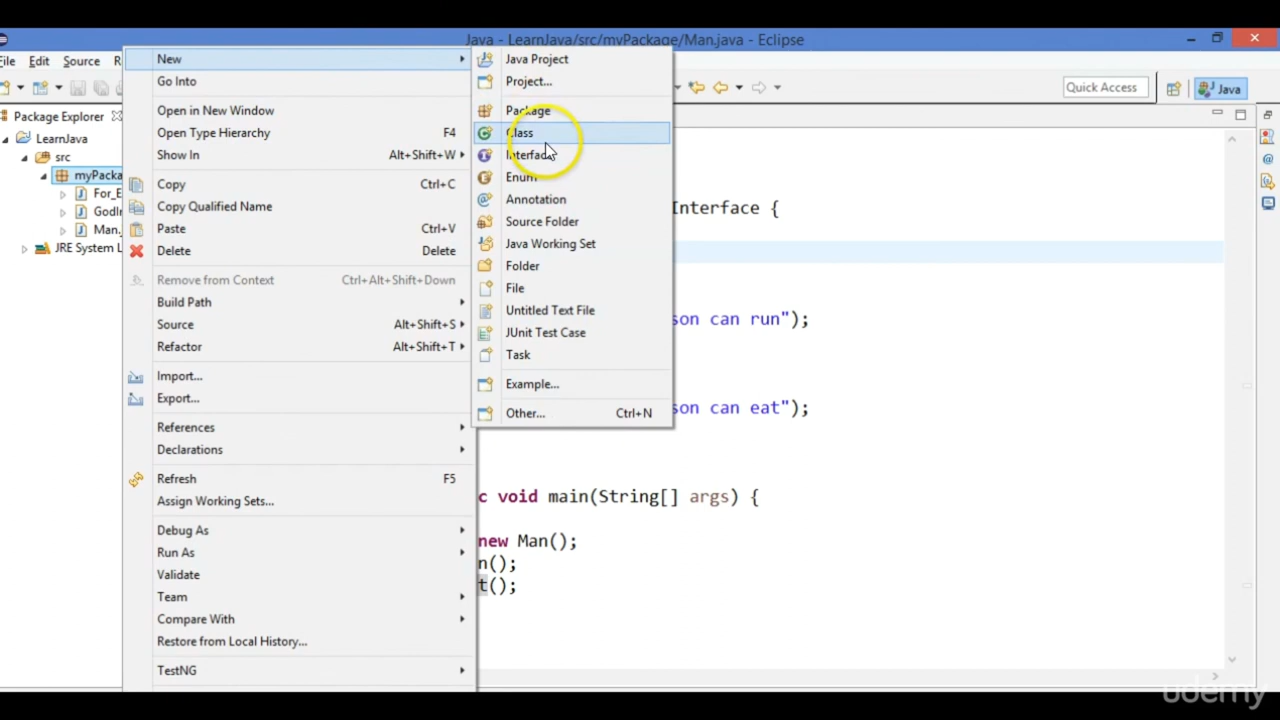 Java - LearnJava/src/myPackage/Man.java - Eclipse
File Edit Source R
Quick Access
Java
Package Explorer
LearnJava
src
myPacka
For_E
GodIn
Man.
JRE System L
New
Go Into
Open in New Window
Open Type Hierarchy F4
Show In Alt+Shift+W
Copy Ctrl+C
Copy Qualified Name
Paste Ctrl+V
Delete Delete
Remove from Context Ctrl+Alt+Shift+Down
Build Path
Source Alt+Shift+S
Refactor Alt+Shift+T
Import...
Export...
References
Declarations
Refresh F5
Assign Working Sets...
Debug As
Run As
Validate
Team
Compare With
Restore from Local History...
TestNG
Java Project
Project...
Package
Class
Interface
Enum
Annotation
Source Folder
Java Working Set
Folder
File
Untitled Text File
JUnit Test Case
Task
Example...
Other... Ctrl+N
Interface {
son can run");
son can eat");
c void main(String[] args) {
new Man();
n();
t();
udemy